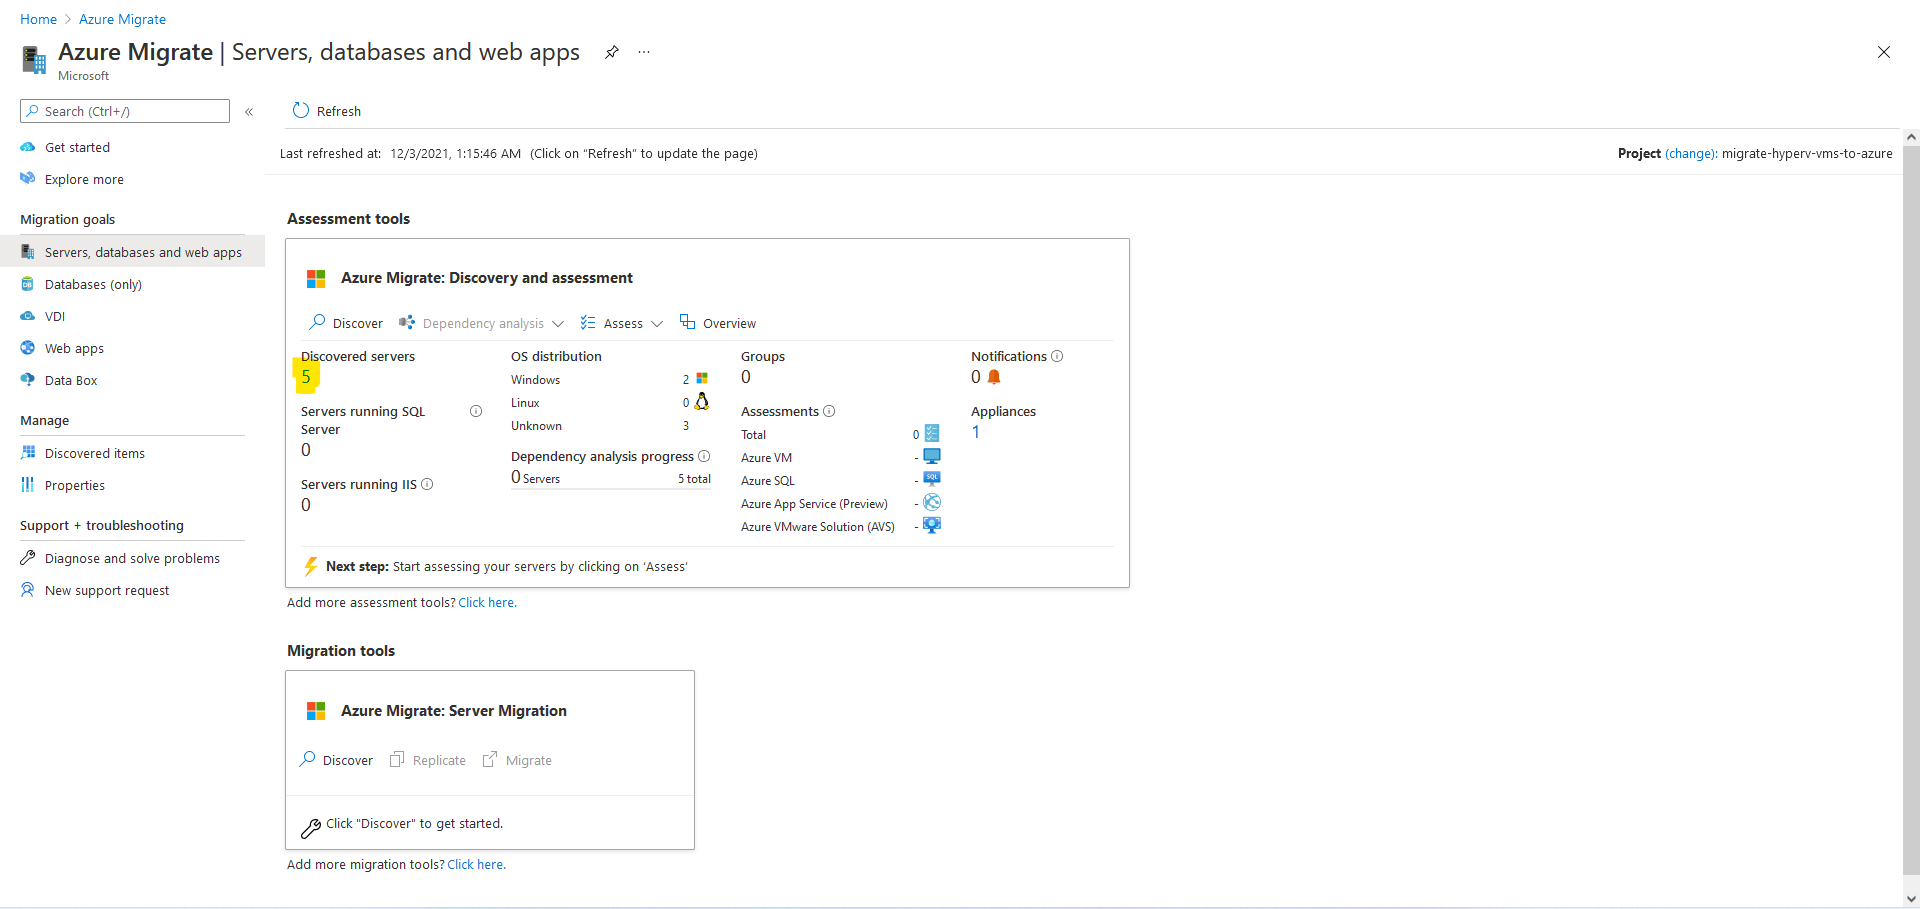 Home > Azure Migrate
Azure Migrate | Servers, databases and web apps
Microsoft
Search (Ctrl+/)
«
Get started
Explore more
Migration goals
Servers, databases and web apps
Databases (only)
VDI
Web apps
Data Box
Manage
Discovered items
Properties
Support + troubleshooting
Diagnose and solve problems
New support request
Refresh
Last refreshed at: 12/3/2021, 1:15:46 AM (Click on “Refresh” to update the page)
Project (change): migrate-hyperv-vms-to-azure
Assessment tools
Azure Migrate: Discovery and assessment
Discover Dependency analysis Assess Overview
Discovered servers
5
Servers running SQL
Server
0
Servers running IIS
0
OS distribution
Windows 2
Linux 0
Unknown 3
Dependency analysis progress
0 Servers 5 total
Groups
0
Assessments
Total 0
Azure VM -
Azure SQL -
Azure App Service (Preview) -
Azure VMware Solution (AVS) -
Notifications
0
Appliances
1
Next step: Start assessing your servers by clicking on ‘Assess’
Add more assessment tools? Click here.
Migration tools
Azure Migrate: Server Migration
Discover Replicate Migrate
Click "Discover" to get started.
Add more migration tools? Click here.